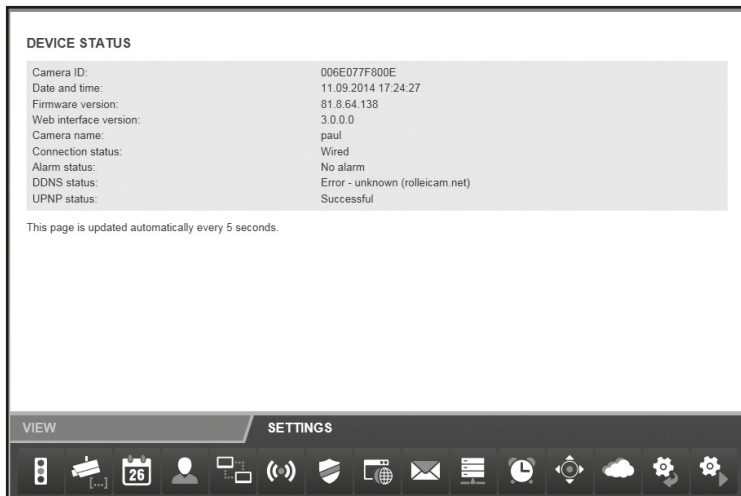 DEVICE STATUS
Camera ID: 006E077F800E
Date and time: 11.09.2014 17:24:27
Firmware version: 81.8.64.138
Web interface version: 3.0.0.0
Camera name: paul
Connection status: Wired
Alarm status: No alarm
DDNS status: Error - unknown (rolleicam.net)
UPNP status: Successful
This page is updated automatically every 5 seconds.
VIEW SETTINGS
[...] 26